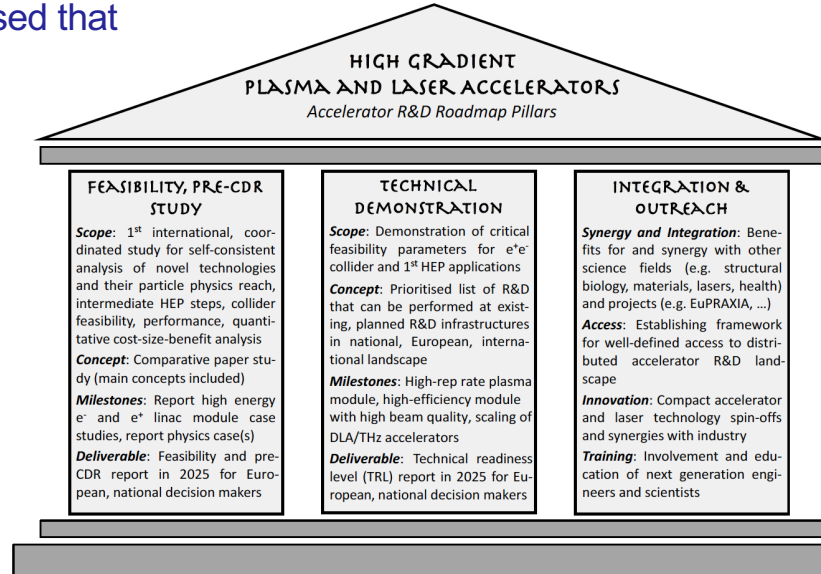 sed that
HIGH GRADIENT
PLASMA AND LASER ACCELERATORS
Accelerator R&D Roadmap Pillars
FEASIBILITY, PRE-CDR
STUDY
Scope: 1st international, coor-
dinated study for self-consistent
analysis of novel technologies
and their particle physics reach,
intermediate HEP steps, collider
feasibility, performance, quanti-
tative cost-size-benefit analysis
Concept: Comparative paper stu-
dy (main concepts included)
Milestones: Report high energy
e- and e+ linac module case
studies, report physics case(s)
Deliverable: Feasibility and pre-
CDR report in 2025 for Euro-
pean, national decision makers
TECHNICAL
DEMONSTRATION
Scope: Demonstration of critical
feasibility parameters for e+e-
collider and 1st HEP applications
Concept: Prioritised list of R&D
that can be performed at exist-
ing, planned R&D infrastructures
in national, European, interna-
tional landscape
Milestones: High-rep rate plasma
module, high-efficiency module
with high beam quality, scaling of
DLA/THz accelerators
Deliverable: Technical readiness
level (TRL) report in 2025 for Eu-
ropean, national decision makers
INTEGRATION &
OUTREACH
Synergy and Integration: Bene-
fits for and synergy with other
science fields (e.g. structural
biology, materials, lasers, health)
and projects (e.g. EuPRAXIA, …)
Access: Establishing framework
for well-defined access to distri-
buted accelerator R&D land-
scape
Innovation: Compact accelerator
and laser technology spin-offs
and synergies with industry
Training: Involvement and edu-
cation of next generation engi-
neers and scientists